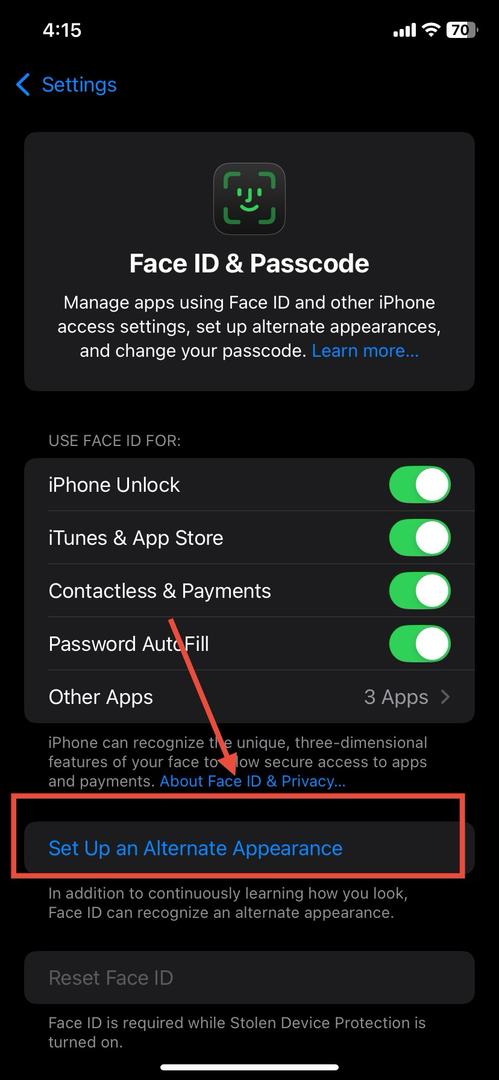 4:15
70
Settings
Face ID & Passcode
Manage apps using Face ID and other iPhone
access settings, set up alternate appearances,
and change your passcode. Learn more...
USE FACE ID FOR:
iPhone Unlock
iTunes & App Store
Contactless & Payments
Password AutoFill
Other Apps 3 Apps
iPhone can recognize the unique, three-dimensional
features of your face to allow secure access to apps
and payments. About Face ID & Privacy...
Set Up an Alternate Appearance
In addition to continuously learning how you look,
Face ID can recognize an alternate appearance.
Reset Face ID
Face ID is required while Stolen Device Protection is
turned on.